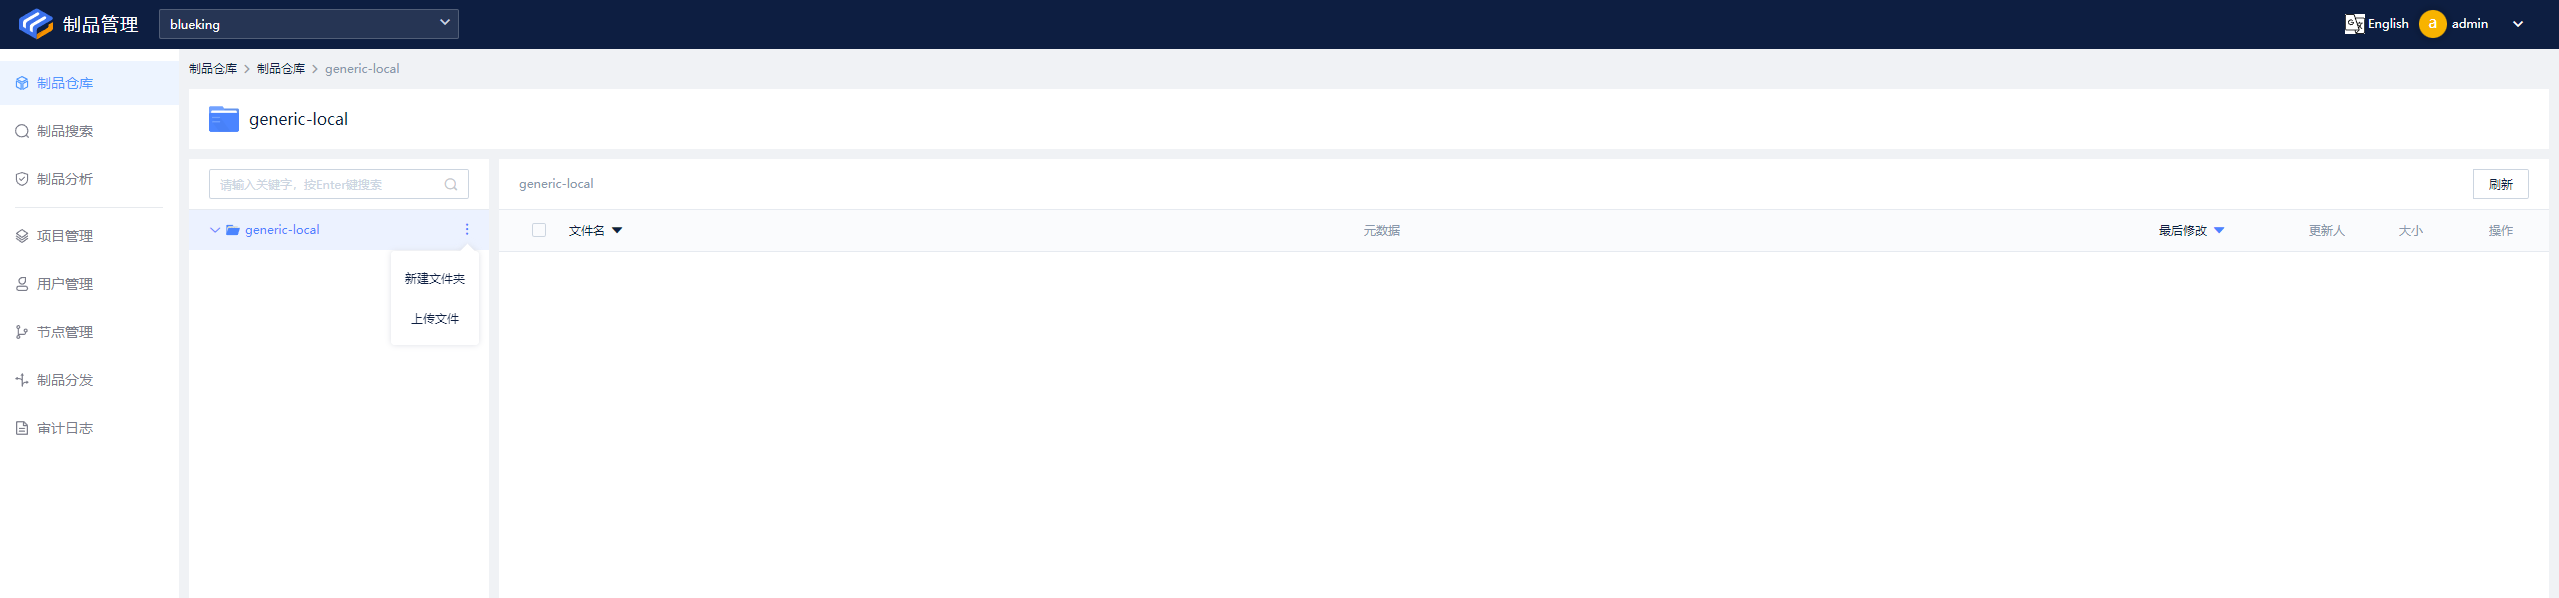 制品管理
blueking
English
a
admin
制品仓库
制品搜索
制品分析
项目管理
用户管理
节点管理
制品分发
审计日志
制品仓库 > 制品仓库 > generic-local
generic-local
请输入关键字，按Enter键搜索
generic-local
新建文件夹
上传文件
generic-local
刷新
文件名 元数据 最后修改 更新人 大小 操作